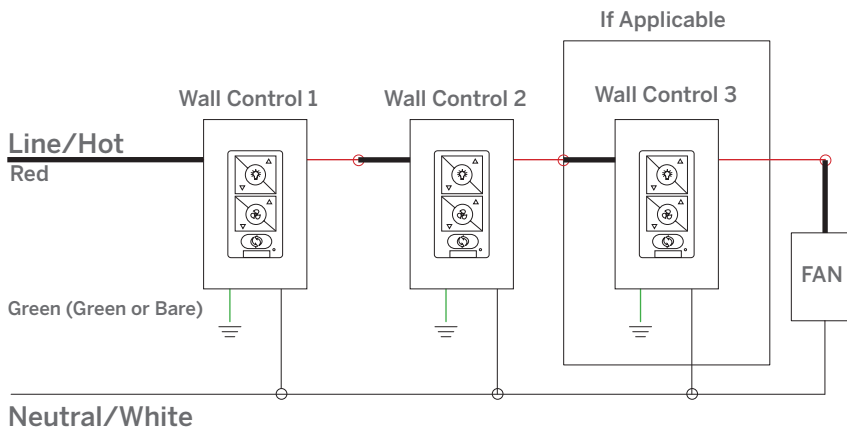 If Applicable
Wall Control 1
Wall Control 2
Wall Control 3
Line/Hot
Red
FAN
Green (Green or Bare)
Neutral/White